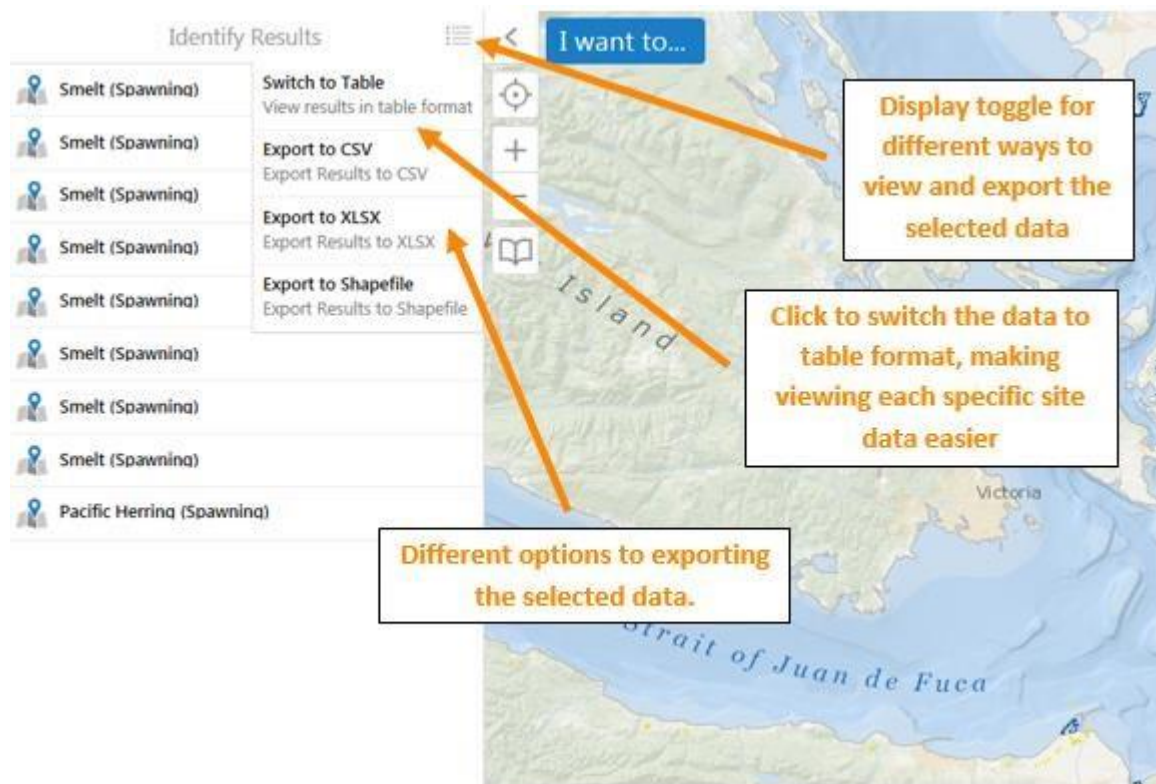 Identify Results
I want to...
Smelt (Spawning)
Smelt (Spawning)
Smelt (Spawning)
Smelt (Spawning)
Smelt (Spawning)
Smelt (Spawning)
Smelt (Spawning)
Smelt (Spawning)
Pacific Herring (Spawning)
Switch to Table
View results in table format
Export to CSV
Export Results to CSV
Export to XLSX
Export Results to XLSX
Export to Shapefile
Export Results to Shapefile
Display toggle for
different ways to
view and export the
selected data
Island
Click to switch the data to
table format, making
viewing each specific site
data easier
Victoria
Different options to exporting
the selected data.
Strait of Juan de Fuca